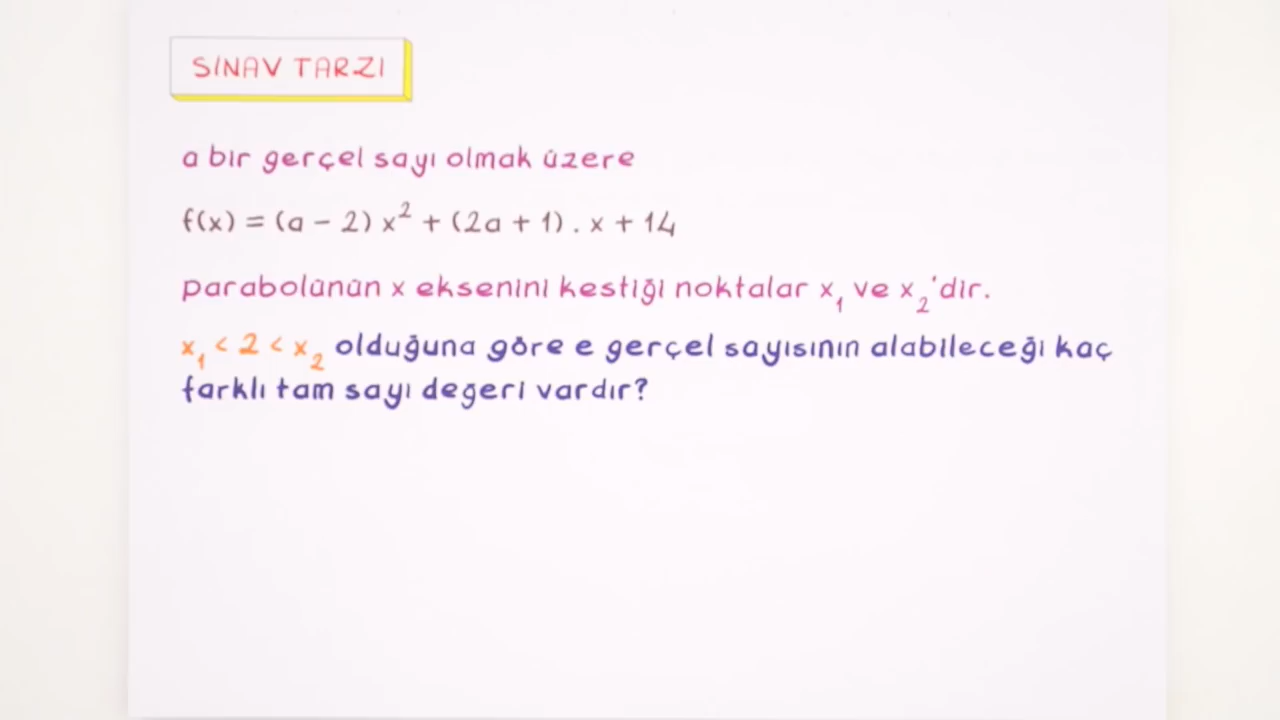 SINAV TARZI
a bir gerçel sayı olmak üzere
f(x) = (a - 2) x² + (2a + 1) . x + 14
parabolünün x eksenini kestiği noktalar x₁ ve x₂'dir.
x₁ < 2 < x₂ olduğuna göre e gerçel sayısının alabileceği kaç
farklı tam sayı değeri vardır?